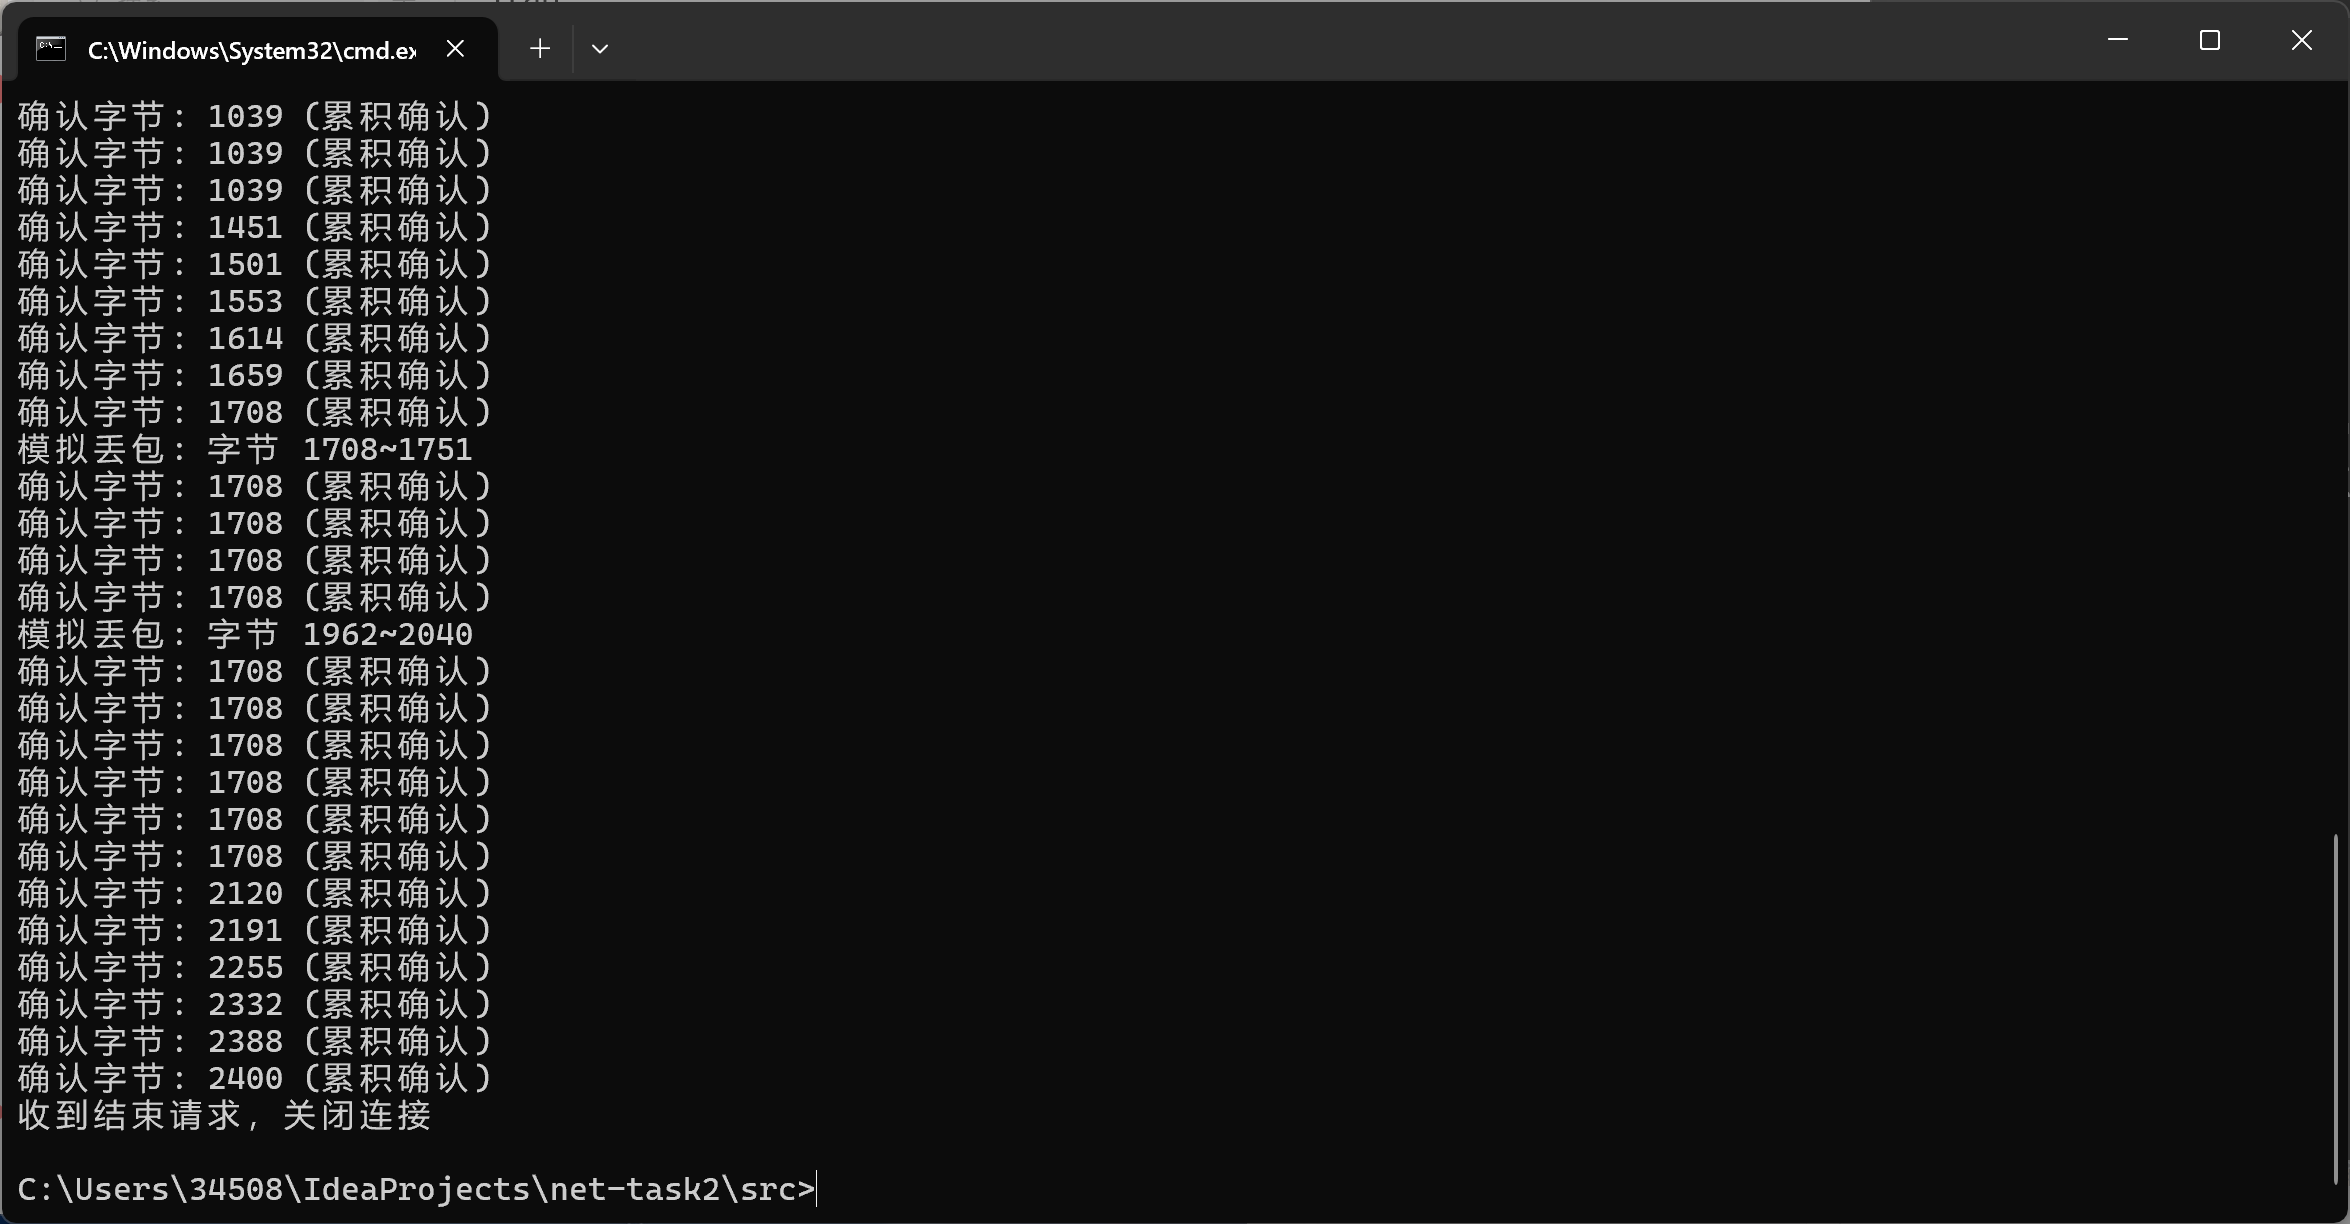 C:\Windows\System32\cmd.ex
确认字节: 1039 (累积确认)
确认字节: 1039 (累积确认)
确认字节: 1039 (累积确认)
确认字节: 1451 (累积确认)
确认字节: 1501 (累积确认)
确认字节: 1553 (累积确认)
确认字节: 1614 (累积确认)
确认字节: 1659 (累积确认)
确认字节: 1708 (累积确认)
模拟丢包: 字节 1708~1751
确认字节: 1708 (累积确认)
确认字节: 1708 (累积确认)
确认字节: 1708 (累积确认)
确认字节: 1708 (累积确认)
模拟丢包: 字节 1962~2040
确认字节: 1708 (累积确认)
确认字节: 1708 (累积确认)
确认字节: 1708 (累积确认)
确认字节: 1708 (累积确认)
确认字节: 1708 (累积确认)
确认字节: 1708 (累积确认)
确认字节: 2120 (累积确认)
确认字节: 2191 (累积确认)
确认字节: 2255 (累积确认)
确认字节: 2332 (累积确认)
确认字节: 2388 (累积确认)
确认字节: 2400 (累积确认)
收到结束请求, 关闭连接
C:\Users\34508\IdeaProjects\net-task2\src>